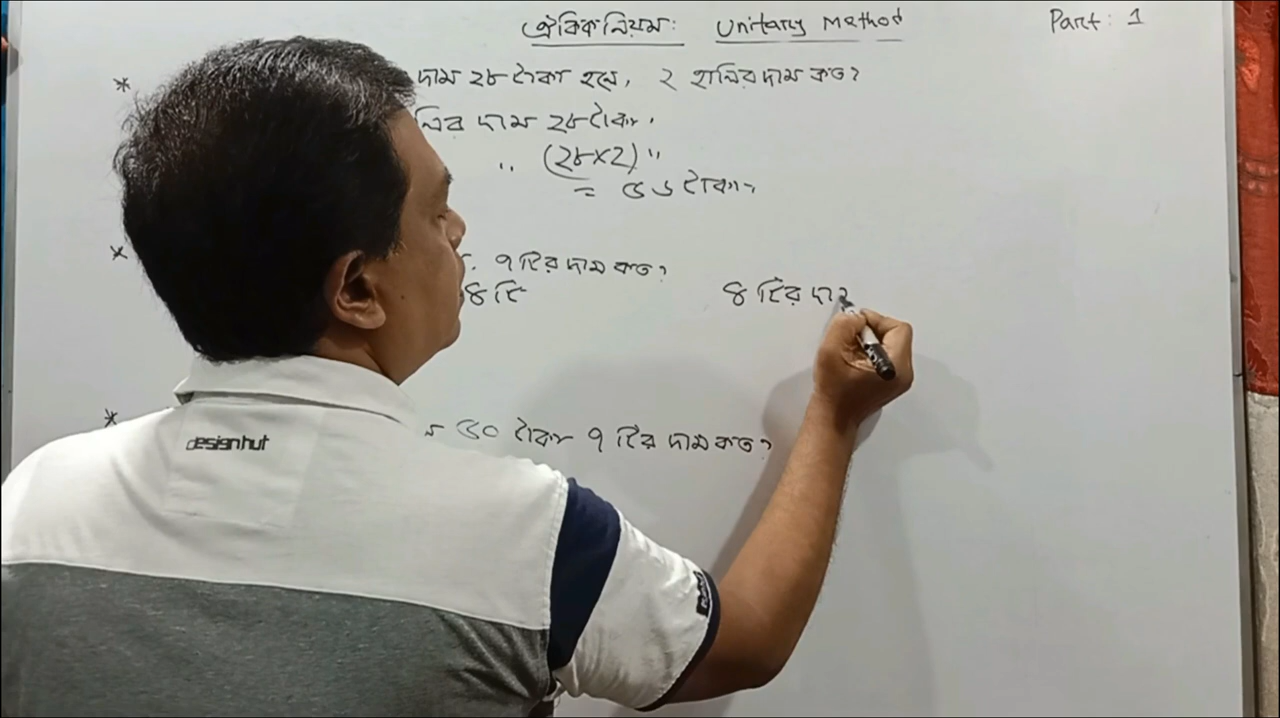 ঐকিক নিয়ম: Unitary Method Part: 1
* দাম ২৮ টাকা হলে, ২ হালির দাম কত?
লির দাম ২৮ টাকা।
" (২৮×2) "
= ৫৬ টাকা।
* ৭ টির দাম কত?
৪ টি ৪ টির দা
* ৫০ টাকা ৭ টির দাম কত?
designhut